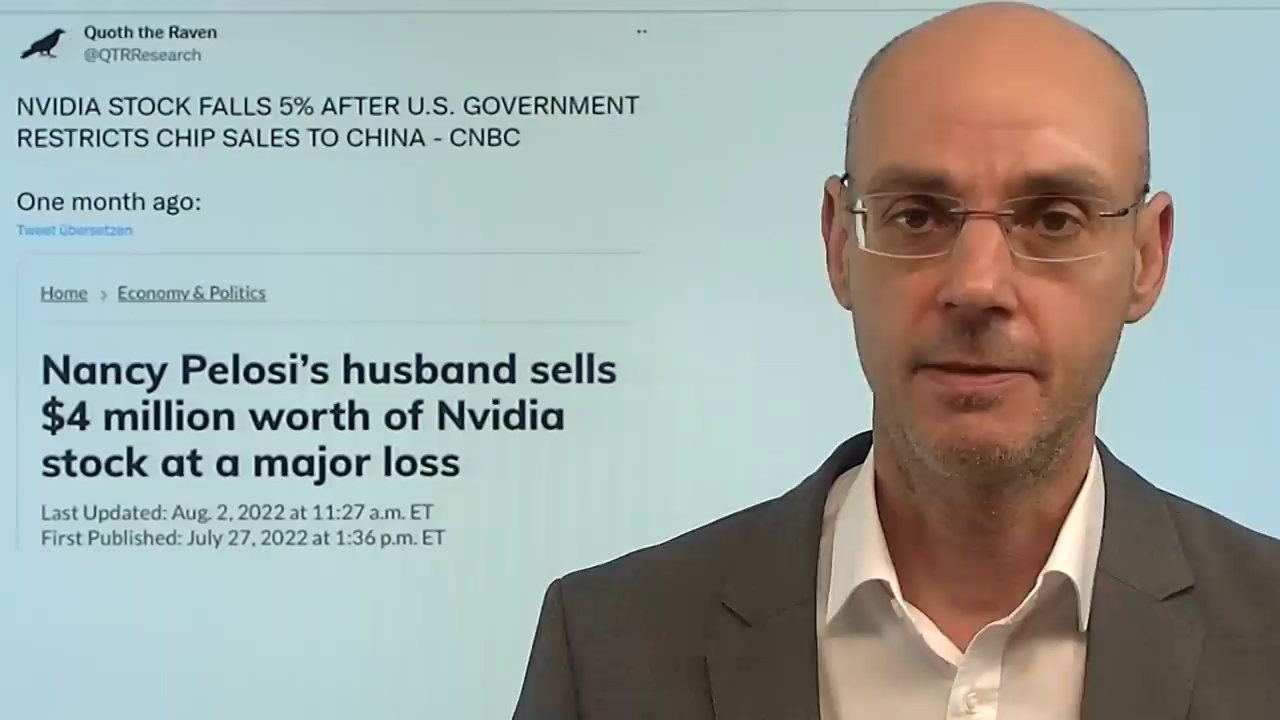 Quoth the Raven
@QTRResearch
NVIDIA STOCK FALLS 5% AFTER U.S. GOVERNMENT
RESTRICTS CHIP SALES TO CHINA - CNBC
One month ago:
Tweet übersetzen
Home › Economy & Politics
Nancy Pelosi's husband sells
$4 million worth of Nvidia
stock at a major loss
Last Updated: Aug. 2, 2022 at 11:27 a.m. ET
First Published: July 27, 2022 at 1:36 p.m. ET